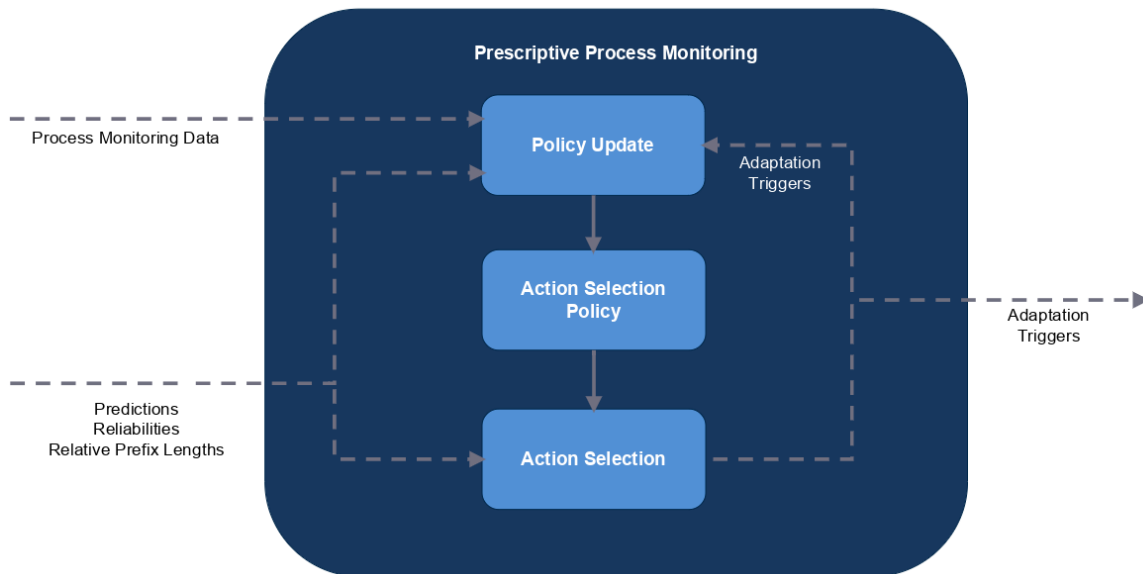 Prescriptive Process Monitoring
Process Monitoring Data
Policy Update
Adaptation
Triggers
Action Selection
Policy
Adaptation
Triggers
Predictions
Reliabilities
Relative Prefix Lengths
Action Selection